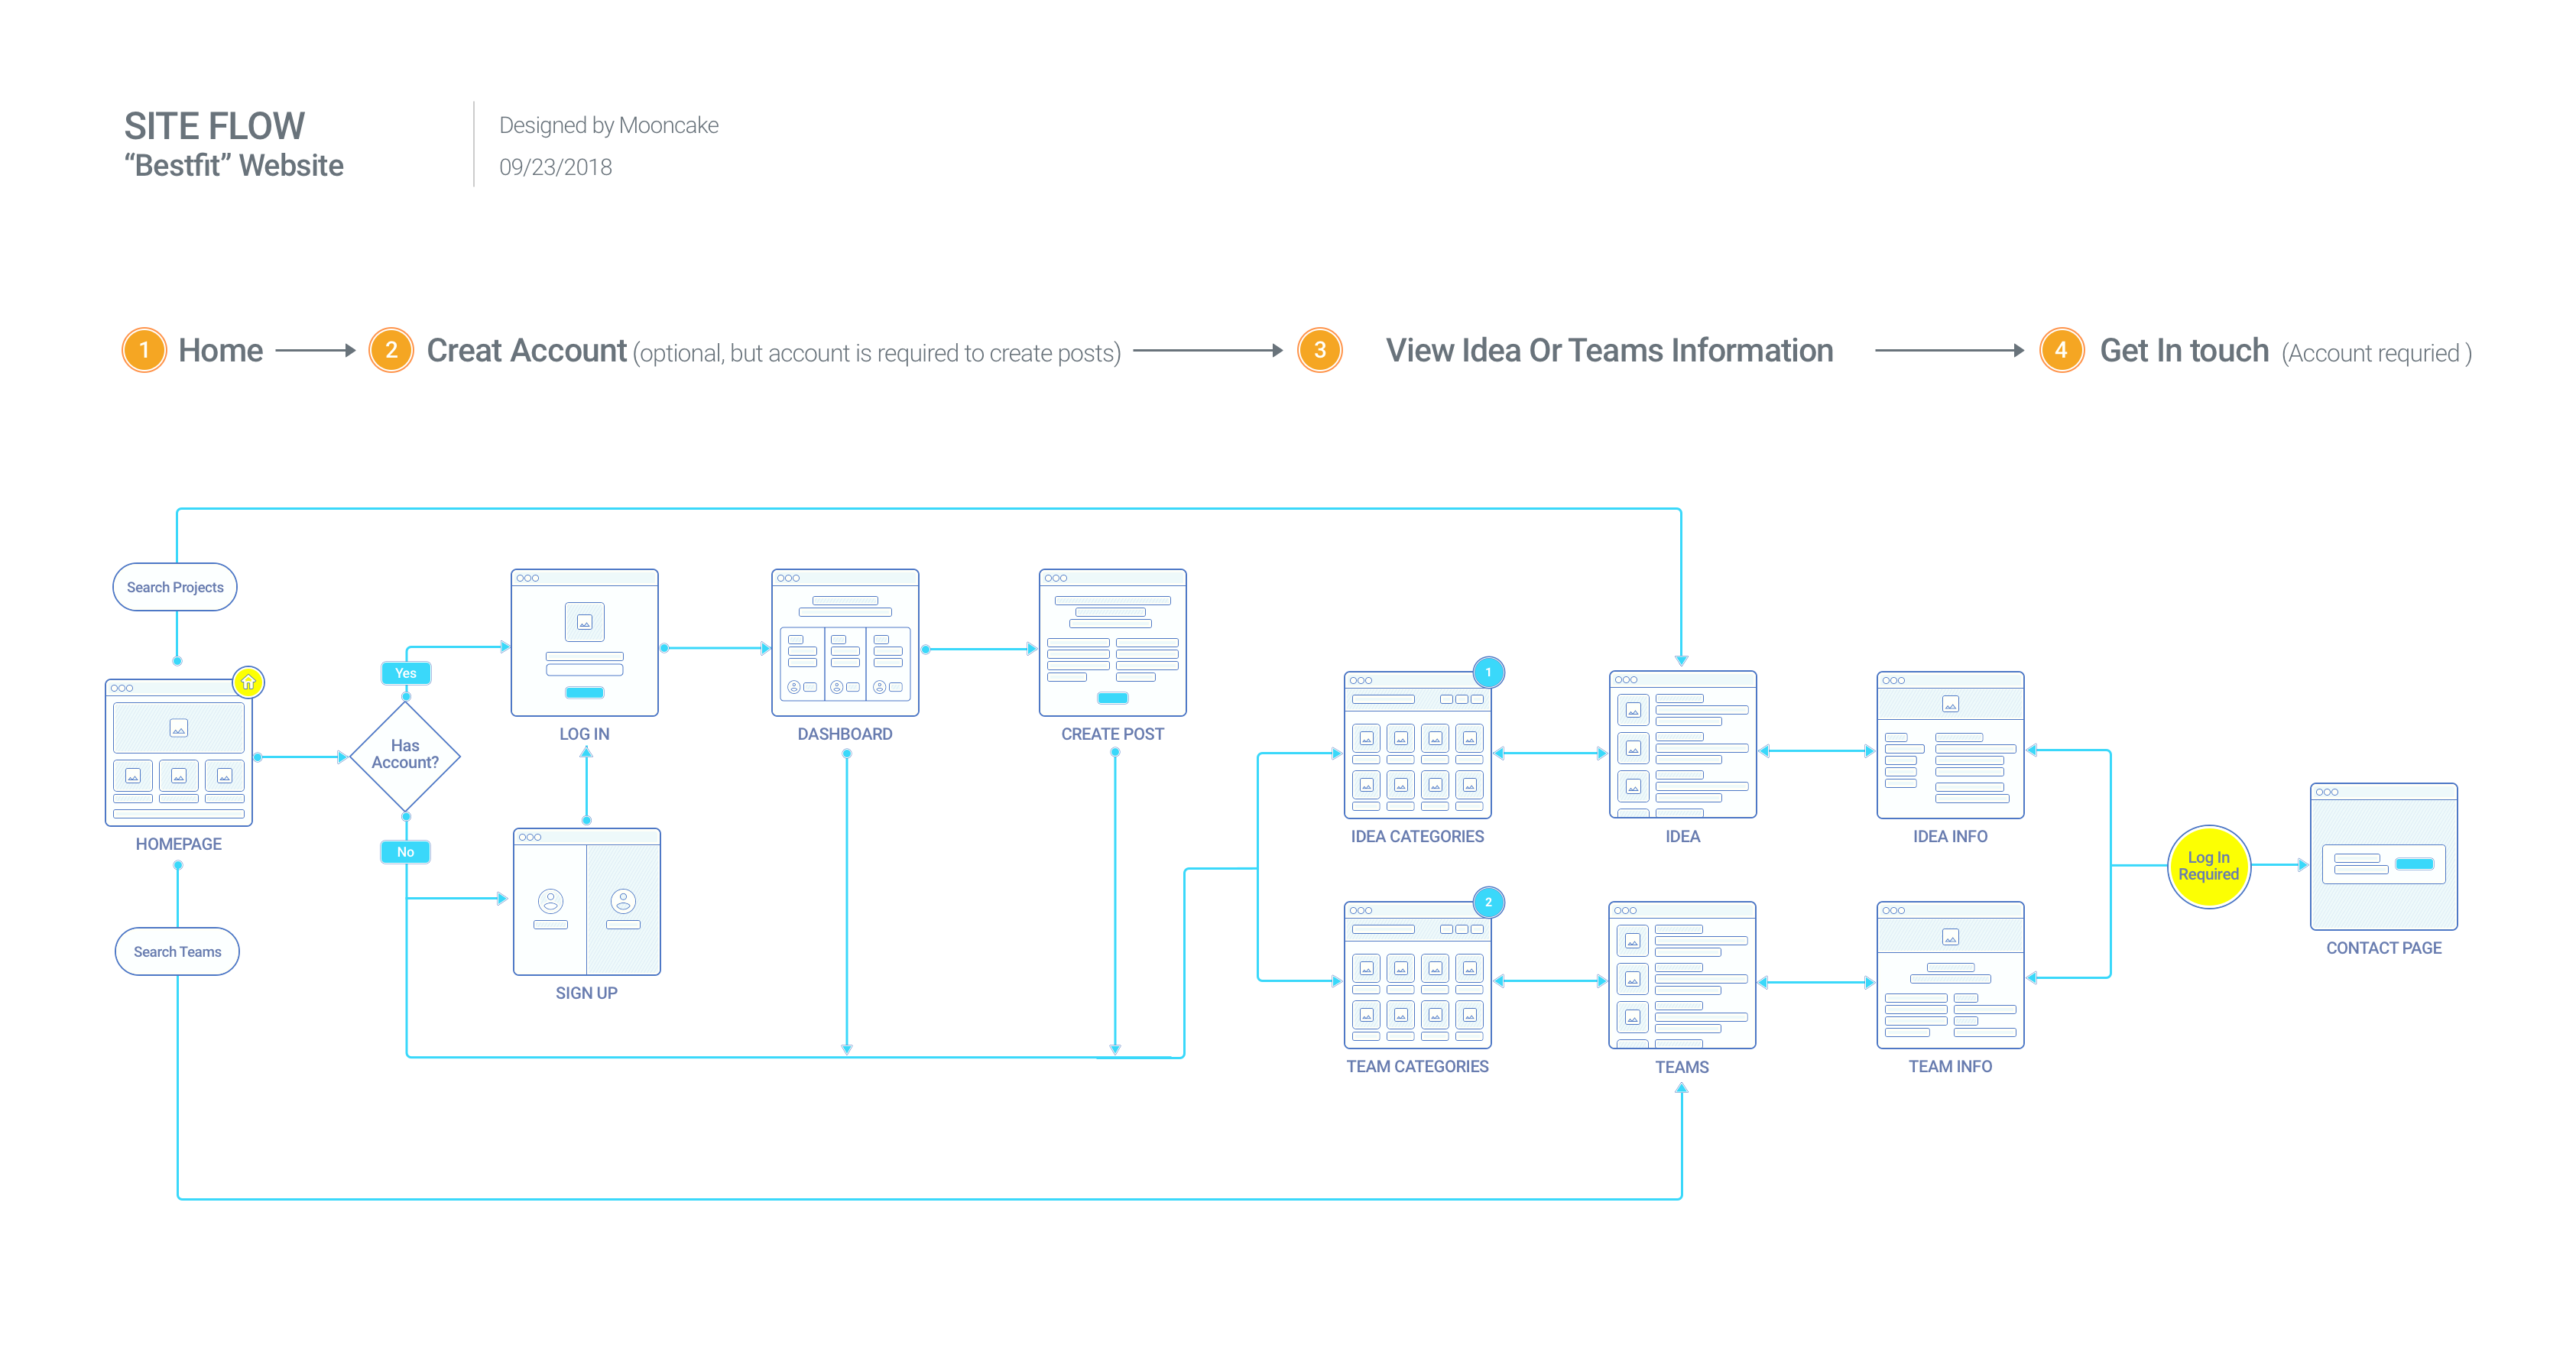 SITE FLOW
“Bestfit” Website
Designed by Mooncake
09/23/2018
1 Home
2 Creat Account (optional, but account is required to create posts)
3 View Idea Or Teams Information
4 Get In touch (Account requried )
Search Projects
Yes
Has
Account?
No
LOG IN
DASHBOARD
CREATE POST
HOMEPAGE
Search Teams
SIGN UP
1
IDEA CATEGORIES
IDEA
IDEA INFO
2
TEAM CATEGORIES
TEAMS
TEAM INFO
Log In
Required
CONTACT PAGE